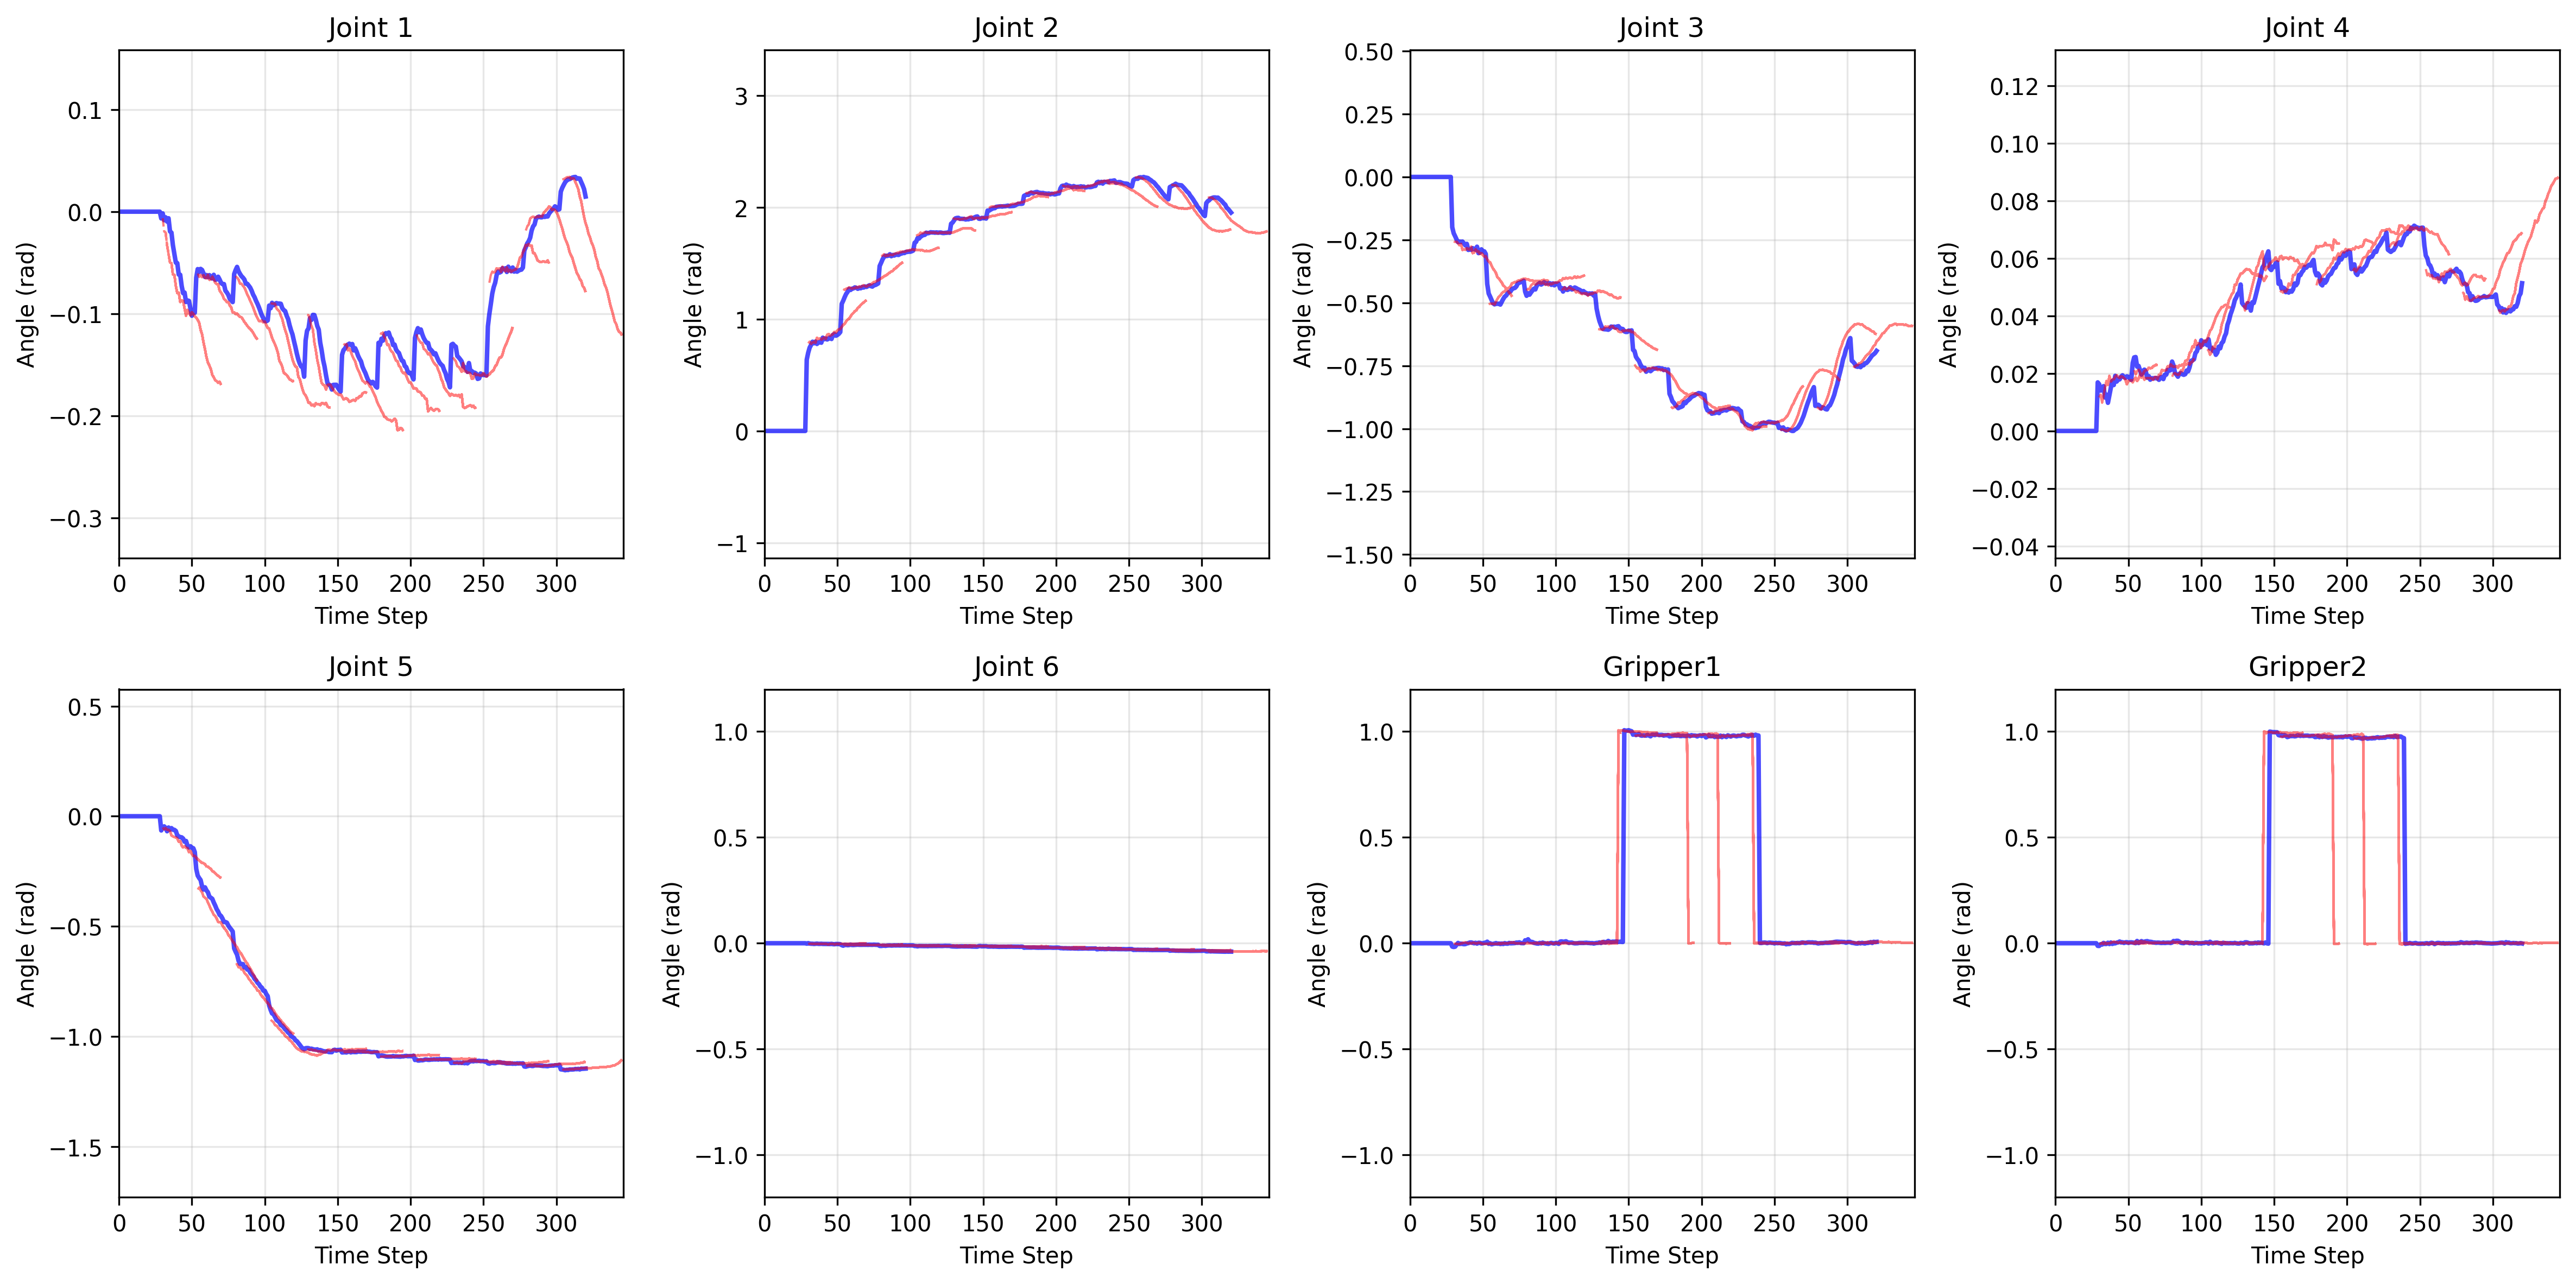 Joint 1
Joint 2
Joint 3
Joint 4
Angle (rad)
0.1
0.0
−0.1
−0.2
−0.3
0 50 100 150 200 250 300
Time Step
Angle (rad)
3
2
1
0
−1
0 50 100 150 200 250 300
Time Step
Angle (rad)
0.50
0.25
0.00
−0.25
−0.50
−0.75
−1.00
−1.25
−1.50
0 50 100 150 200 250 300
Time Step
Angle (rad)
0.12
0.10
0.08
0.06
0.04
0.02
0.00
−0.02
−0.04
0 50 100 150 200 250 300
Time Step
Joint 5
Joint 6
Gripper1
Gripper2
Angle (rad)
0.5
0.0
−0.5
−1.0
−1.5
0 50 100 150 200 250 300
Time Step
Angle (rad)
1.0
0.5
0.0
−0.5
−1.0
0 50 100 150 200 250 300
Time Step
Angle (rad)
1.0
0.5
0.0
−0.5
−1.0
0 50 100 150 200 250 300
Time Step
Angle (rad)
1.0
0.5
0.0
−0.5
−1.0
0 50 100 150 200 250 300
Time Step